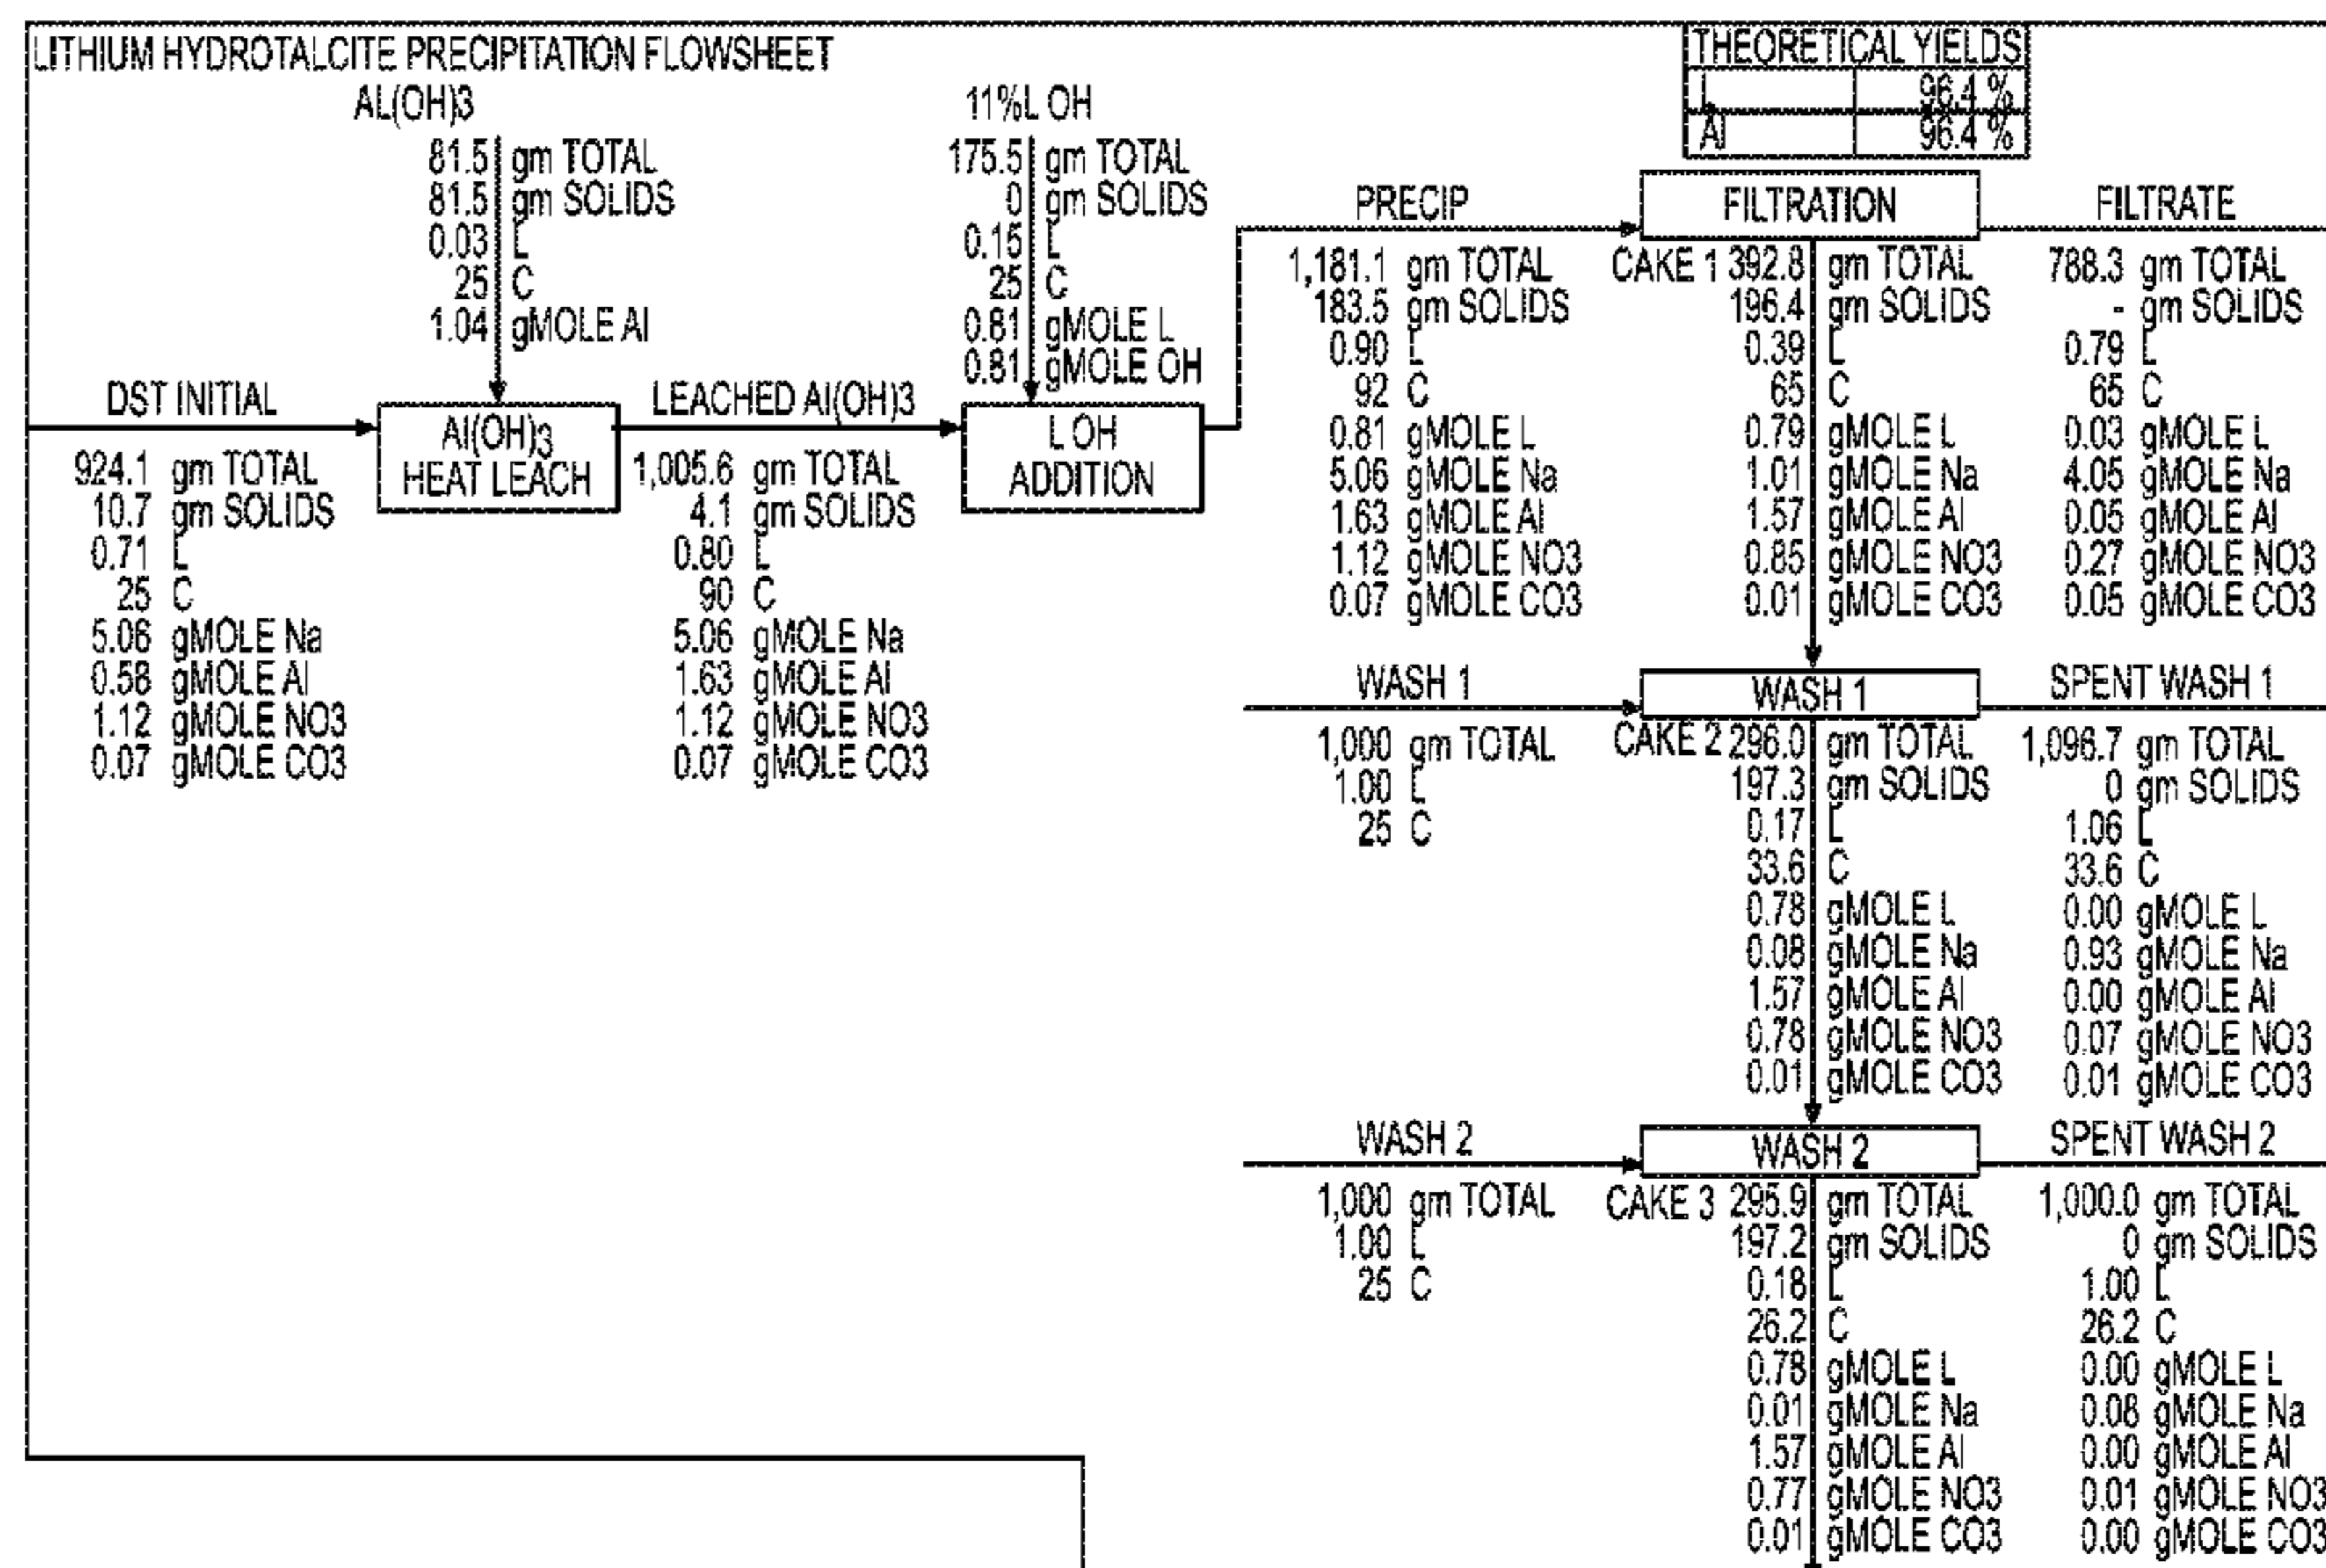 LITHIUM HYDROTALCITE PRECIPITATION FLOWSHEET
THEORETICAL YIELDS
L 96.4 %
Al 96.4 %
AL(OH)3
81.5 gm TOTAL
81.5 gm SOLIDS
0.03 L
25 C
1.04 gMOLE Al
11%L OH
175.5 gm TOTAL
0 gm SOLIDS
0.15 L
25 C
0.81 gMOLE L
0.81 gMOLE OH
DST INITIAL
924.1 gm TOTAL
10.7 gm SOLIDS
0.71 L
25 C
5.06 gMOLE Na
0.58 gMOLE Al
1.12 gMOLE NO3
0.07 gMOLE CO3
Al(OH)3
HEAT LEACH
LEACHED Al(OH)3
1,005.6 gm TOTAL
4.1 gm SOLIDS
0.80 L
90 C
5.06 gMOLE Na
1.63 gMOLE Al
1.12 gMOLE NO3
0.07 gMOLE CO3
L OH
ADDITION
PRECIP
1,181.1 gm TOTAL
183.5 gm SOLIDS
0.90 L
92 C
0.81 gMOLE L
5.06 gMOLE Na
1.63 gMOLE Al
1.12 gMOLE NO3
0.07 gMOLE CO3
FILTRATION
CAKE 1 392.8 gm TOTAL
196.4 gm SOLIDS
0.39 L
65 C
0.79 gMOLE L
1.01 gMOLE Na
1.57 gMOLE Al
0.85 gMOLE NO3
0.01 gMOLE CO3
FILTRATE
788.3 gm TOTAL
- gm SOLIDS
0.79 L
65 C
0.03 gMOLE L
4.05 gMOLE Na
0.05 gMOLE Al
0.27 gMOLE NO3
0.05 gMOLE CO3
WASH 1
1,000 gm TOTAL
1.00 L
25 C
WASH 1
CAKE 2 296.0 gm TOTAL
197.3 gm SOLIDS
0.17 L
33.6 C
0.78 gMOLE L
0.08 gMOLE Na
1.57 gMOLE Al
0.78 gMOLE NO3
0.01 gMOLE CO3
SPENT WASH 1
1,096.7 gm TOTAL
0 gm SOLIDS
1.06 L
33.6 C
0.00 gMOLE L
0.93 gMOLE Na
0.00 gMOLE Al
0.07 gMOLE NO3
0.01 gMOLE CO3
WASH 2
1,000 gm TOTAL
1.00 L
25 C
WASH 2
CAKE 3 295.9 gm TOTAL
197.2 gm SOLIDS
0.18 L
26.2 C
0.78 gMOLE L
0.01 gMOLE Na
1.57 gMOLE Al
0.77 gMOLE NO3
0.01 gMOLE CO3
SPENT WASH 2
1,000.0 gm TOTAL
0 gm SOLIDS
1.00 L
26.2 C
0.00 gMOLE L
0.08 gMOLE Na
0.00 gMOLE Al
0.01 gMOLE NO3
0.00 gMOLE CO3